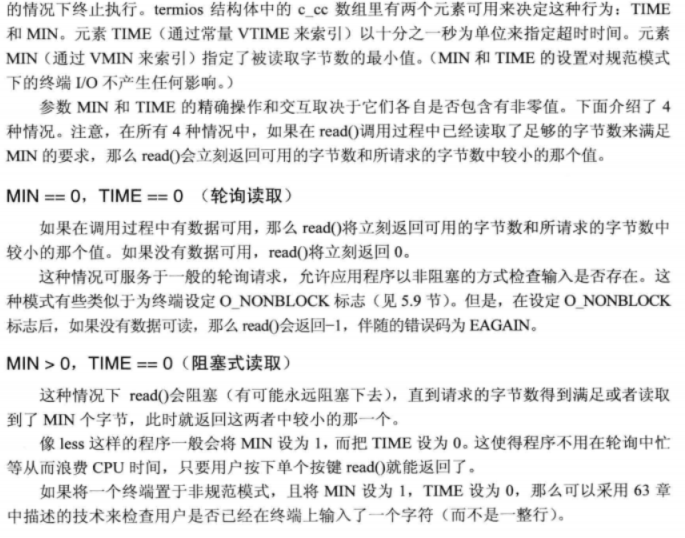 的情况下终止执行。termios 结构体中的 c_cc 数组里有两个元素可用来决定这种行为：TIME
和 MIN。元素 TIME（通过常量 VTIME 来索引）以十分之一秒为单位来指定超时时间。元素
MIN（通过 VMIN 来索引）指定了被读取字节数的最小值。（MIN 和 TIME 的设置对规范模式
下的终端 I/O 不产生任何影响。）
参数 MIN 和 TIME 的精确操作和交互取决于它们各自是否包含有非零值。下面介绍了 4
种情况。注意，在所有 4 种情况中，如果在 read()调用过程中已经读取了足够的字节数来满足
MIN 的要求，那么 read()会立刻返回可用的字节数和所请求的字节数中较小的那个值。
MIN == 0，TIME == 0 （轮询读取）
如果在调用过程中有数据可用，那么 read()将立刻返回可用的字节数和所请求的字节数中
较小的那个值。如果没有数据可用，read()将立刻返回 0。
这种情况可服务于一般的轮询请求，允许应用程序以非阻塞的方式检查输入是否存在。这
种模式有些类似于为终端设定 O_NONBLOCK 标志（见 5.9 节）。但是，在设定 O_NONBLOCK
标志后，如果没有数据可读，那么 read()会返回−1，伴随的错误码为 EAGAIN。
MIN > 0，TIME == 0（阻塞式读取）
这种情况下 read()会阻塞（有可能永远阻塞下去），直到请求的字节数得到满足或者读取
到了 MIN 个字节，此时就返回这两者中较小的那一个。
像 less 这样的程序一般会将 MIN 设为 1，而把 TIME 设为 0。这使得程序不用在轮询中忙
等从而浪费 CPU 时间，只要用户按下单个按键 read()就能返回了。
如果将一个终端置于非规范模式，且将 MIN 设为 1，TIME 设为 0，那么可以采用 63 章
中描述的技术来检查用户是否已经在终端上输入了一个字符（而不是一整行）。